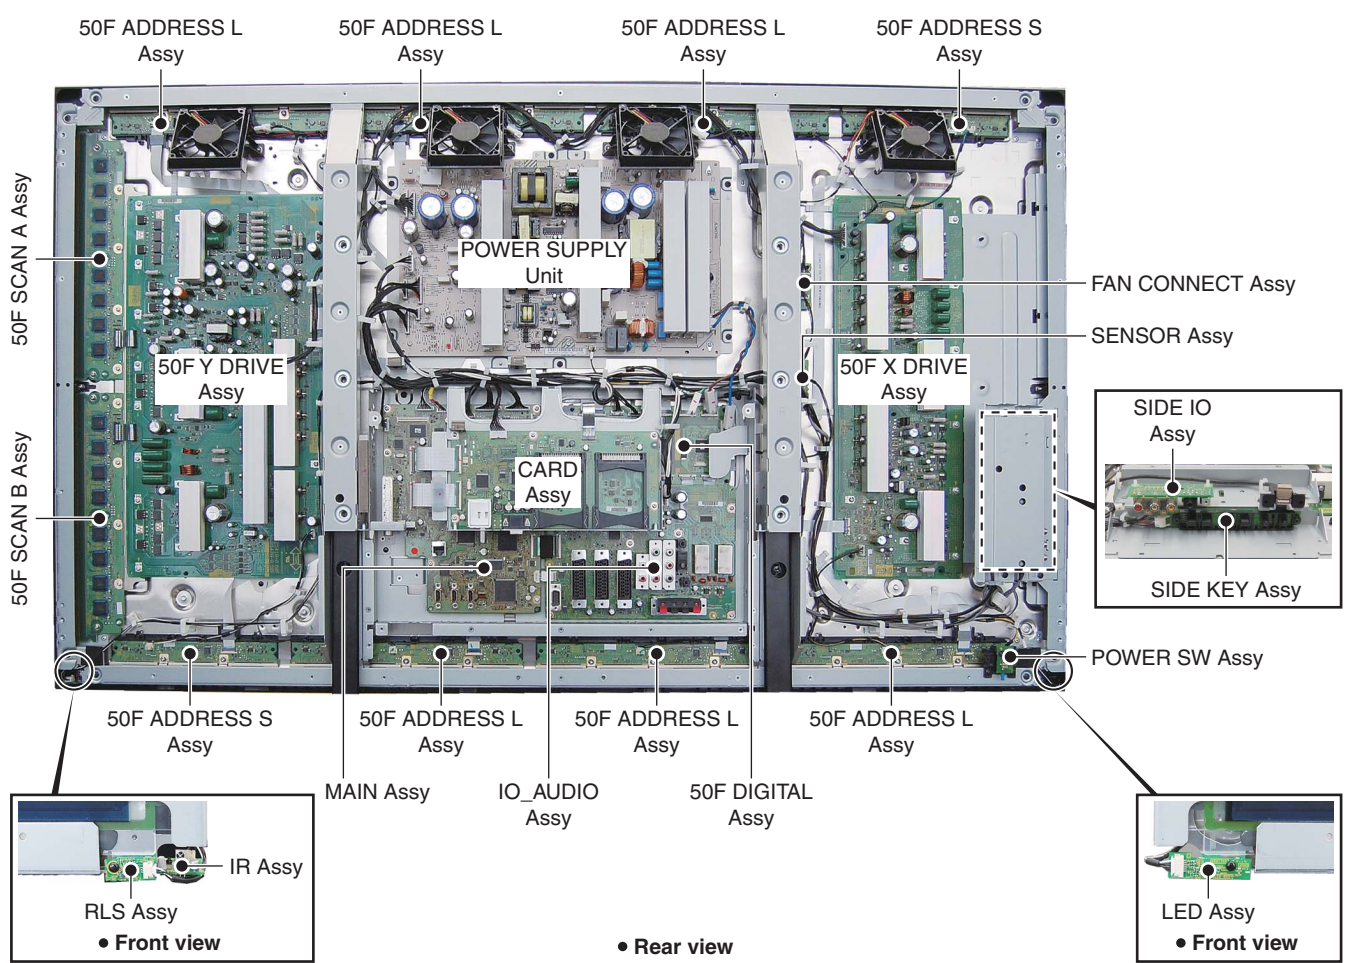 50F ADDRESS L
Assy
50F ADDRESS L
Assy
50F ADDRESS L
Assy
50F ADDRESS S
Assy
50F SCAN A Assy
50F SCAN B Assy
POWER SUPPLY
Unit
50F Y DRIVE
Assy
50F X DRIVE
Assy
CARD
Assy
FAN CONNECT Assy
SENSOR Assy
SIDE IO
Assy
SIDE KEY Assy
POWER SW Assy
50F ADDRESS S
Assy
50F ADDRESS L
Assy
50F ADDRESS L
Assy
50F ADDRESS L
Assy
MAIN Assy
IO_AUDIO
Assy
50F DIGITAL
Assy
IR Assy
RLS Assy
● Front view
● Rear view
LED Assy
● Front view